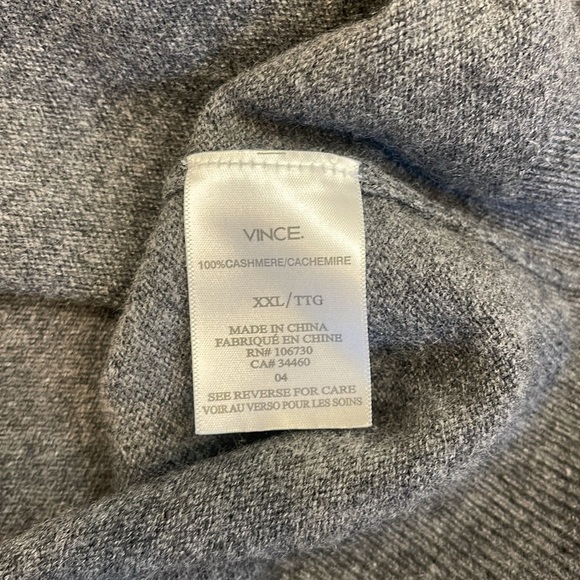 VINCE.
100%CASHMERE/CACHEMIRE
XXL/TTG
MADE IN CHINA
FABRIQUÉ EN CHINE
RN# 106730
CA# 34460
04
SEE REVERSE FOR CARE
VOIR AU VERSO POUR LES SOINS